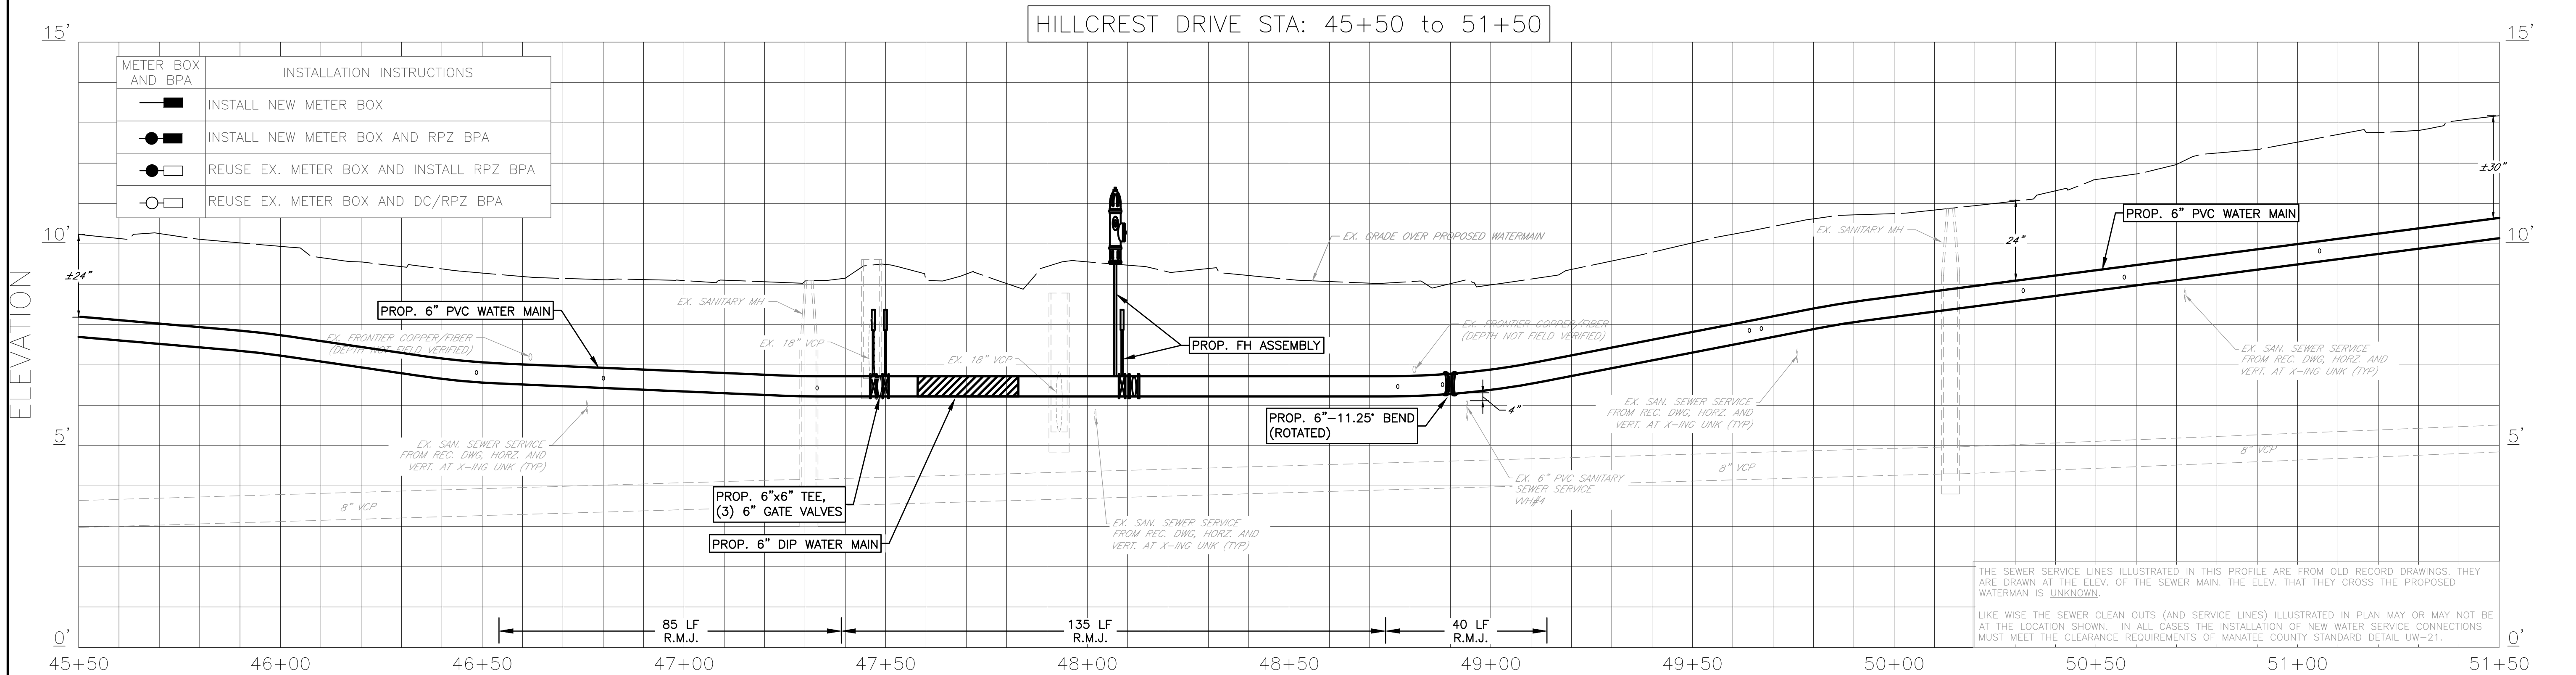 HILLCREST DRIVE STA: 45+50 to 51+50
15'
15'
METER BOX
AND BPA
INSTALLATION INSTRUCTIONS
INSTALL NEW METER BOX
INSTALL NEW METER BOX AND RPZ BPA
REUSE EX. METER BOX AND INSTALL RPZ BPA
REUSE EX. METER BOX AND DC/RPZ BPA
10'
10'
ELEVATION
±24"
EX. SANITARY MH
PROP. 6" PVC WATER MAIN
EX. FRONTIER COPPER/FIBER
(DEPTH NOT FIELD VERIFIED)
EX. 18" VCP
EX. 18" VCP
EX. GRADE OVER PROPOSED WATERMAIN
PROP. FH ASSEMBLY
EX. FRONTIER COPPER/FIBER
(DEPTH NOT FIELD VERIFIED)
EX. SANITARY MH
24"
PROP. 6" PVC WATER MAIN
±30"
EX. SAN. SEWER SERVICE
FROM REC. DWG, HORZ. AND
VERT. AT X-ING UNK (TYP)
EX. SAN. SEWER SERVICE
FROM REC. DWG, HORZ. AND
VERT. AT X-ING UNK (TYP)
4"
PROP. 6"-11.25° BEND
(ROTATED)
5'
5'
EX. SAN. SEWER SERVICE
FROM REC. DWG, HORZ. AND
VERT. AT X-ING UNK (TYP)
8" VCP
8" VCP
8" VCP
PROP. 6"x6" TEE,
(3) 6" GATE VALVES
PROP. 6" DIP WATER MAIN
EX. 6" PVC SANITARY
SEWER SERVICE
VVH#4
EX. SAN. SEWER SERVICE
FROM REC. DWG, HORZ. AND
VERT. AT X-ING UNK (TYP)
THE SEWER SERVICE LINES ILLUSTRATED IN THIS PROFILE ARE FROM OLD RECORD DRAWINGS. THEY
ARE DRAWN AT THE ELEV. OF THE SEWER MAIN. THE ELEV. THAT THEY CROSS THE PROPOSED
WATERMAN IS UNKNOWN.
LIKE WISE THE SEWER CLEAN OUTS (AND SERVICE LINES) ILLUSTRATED IN PLAN MAY OR MAY NOT BE
AT THE LOCATION SHOWN. IN ALL CASES THE INSTALLATION OF NEW WATER SERVICE CONNECTIONS
MUST MEET THE CLEARANCE REQUIREMENTS OF MANATEE COUNTY STANDARD DETAIL UW-21.
85 LF
R.M.J.
135 LF
R.M.J.
40 LF
R.M.J.
0'
0'
45+50
46+00
46+50
47+00
47+50
48+00
48+50
49+00
49+50
50+00
50+50
51+00
51+50